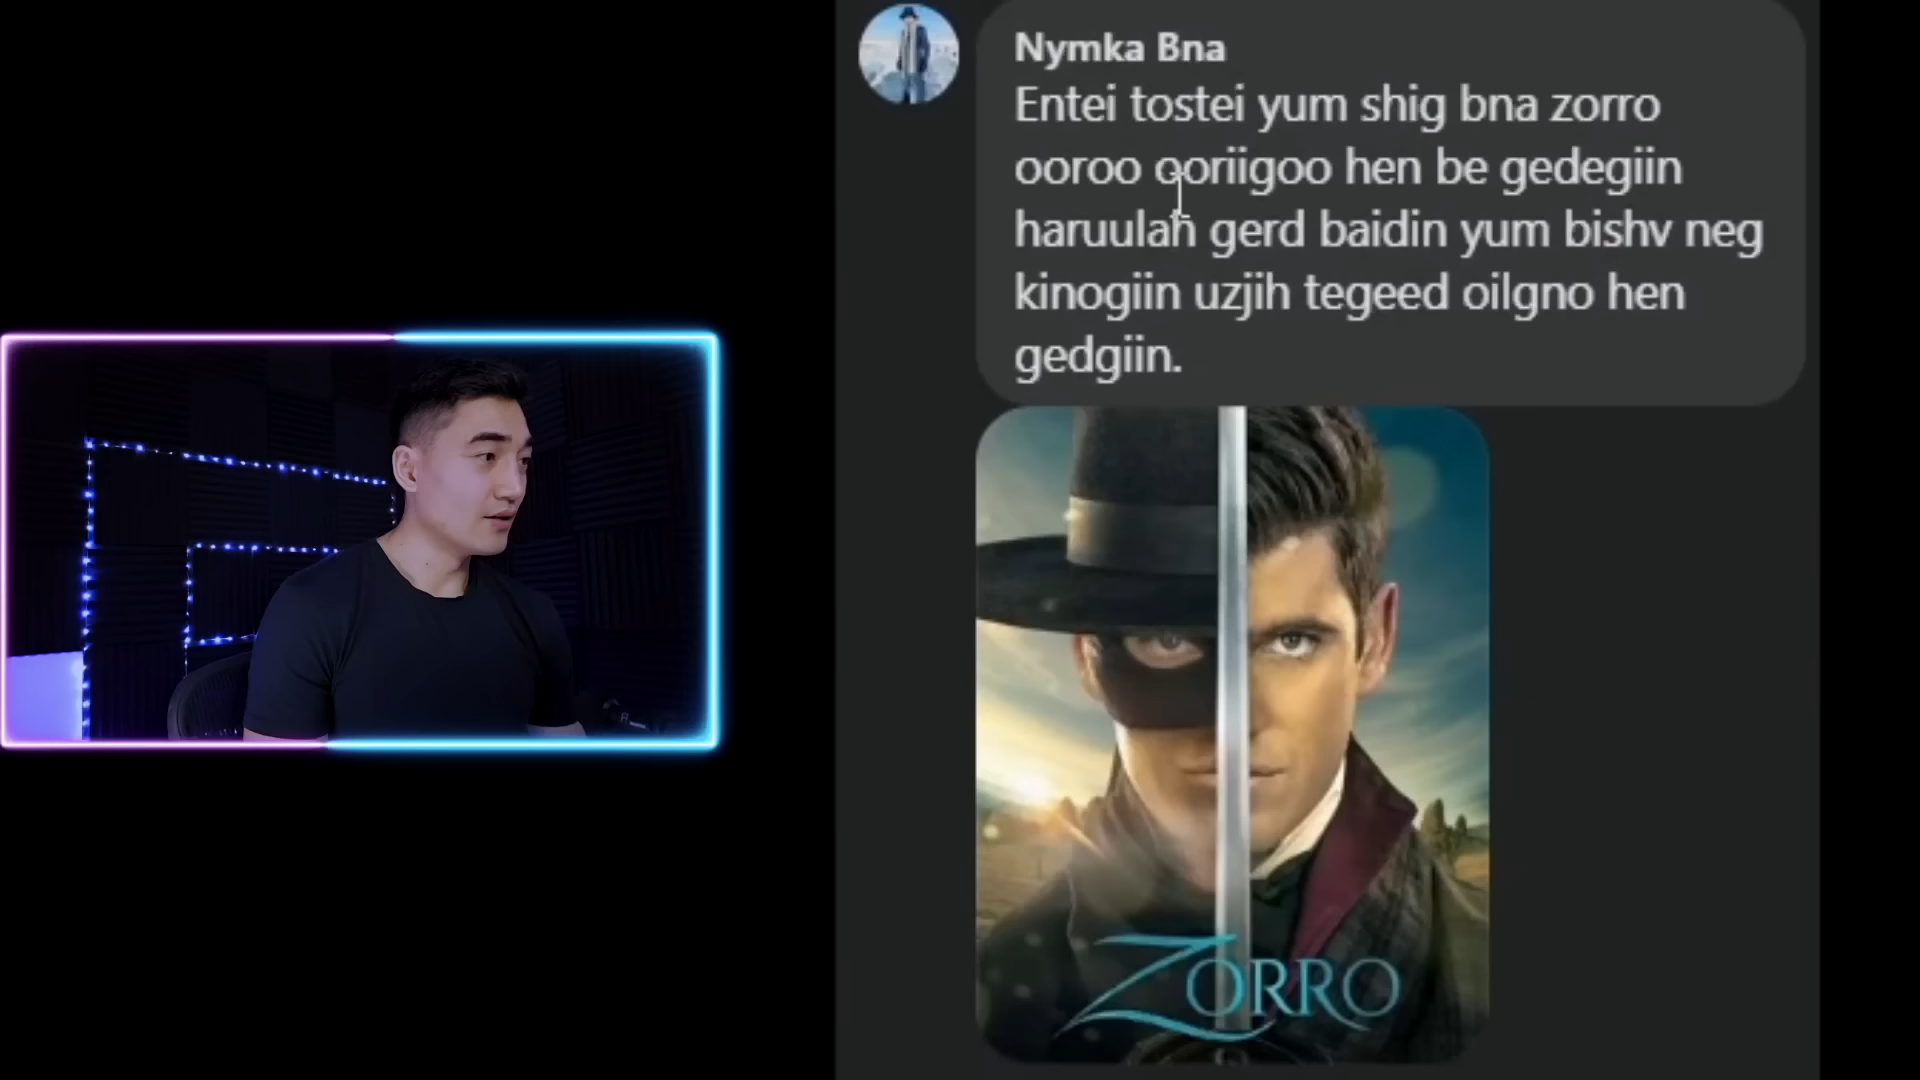 Nymka Bna
Entei tostei yum shig bna zorro
ooroo ooriigoo hen be gedegiin
haruulah gerd baidin yum bishv neg
kinogiin uzjih tegeed oilgno hen
gedgiin.
ZORRO